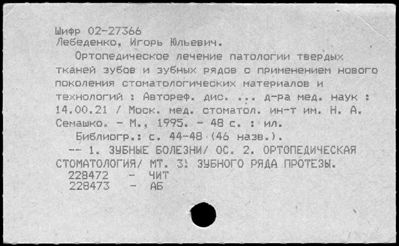 Шифр 02-27366
Лебеденко, Игорь Юльевич.
Ортопедическое лечение патологии твердых
тканей зубов и зубных рядов с применением нового
поколения стоматологических материалов и
технологий : Автореф. дис. ... д-ра мед. наук :
14.00.21 / Моск. мед. стоматол. ин-т им. Н. А.
Семашко. - М., 1995. - 48 с. : ил.
Библиогр.: с. 44-48 (46 назв.).
-- 1. ЗУБНЫЕ БОЛЕЗНИ/ ОС. 2. ОРТОПЕДИЧЕСКАЯ
СТОМАТОЛОГИЯ/ МТ. 3. ЗУБНОГО РЯДА ПРОТЕЗЫ.
228472 - ЧИТ
228473 - АБ